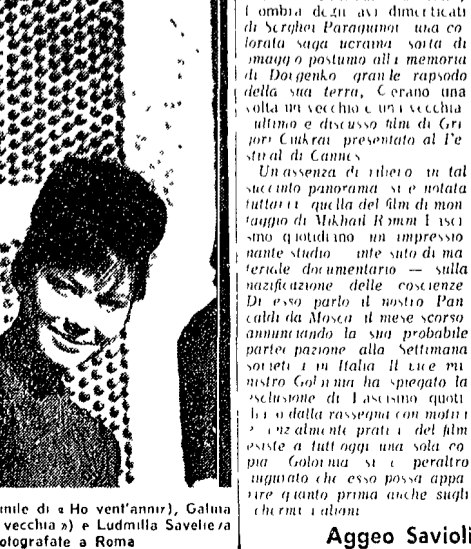 l ombra degli avi dimenticati
di Serghei Paragianov una co
lorata saga ucraina sorta di
omaggio postumo alla memoria
di Dovgenko grande rapsodo
della sua terra, C erano una
volta un vecchio e una vecchia
ultimo e discusso film di Gri
gori Ciukrai presentato al Fe
stival di Cannes
Un assenza di rilievo in tal
succinto panorama si e notata
tuttavia quella del film di mon
taggio di Mikhail Romm Fasci
smo quotidiano un impressio
nante studio intessuto di ma
teriale documentario — sulla
nazificazione delle coscienze
Di esso parlo il nostro Pan
caldi da Mosca il mese scorso
annunciando la sua probabile
partecipazione alla Settimana
sovietica in Italia Il vice mi
nistro Golovnia ha spiegato la
esclusione di Fascismo quoti
diano dalla rassegna con motivi
essenzialmente pratici del film
esiste a tutt oggi una sola co
pia Golovnia si e peraltro
augurato che esso possa appa
rire quanto prima anche sugli
schermi italiani
Aggeo Savioli
mile di « Ho vent'anni»), Galina
vecchia ») e Ludmilla Savelieva
otografate a Roma